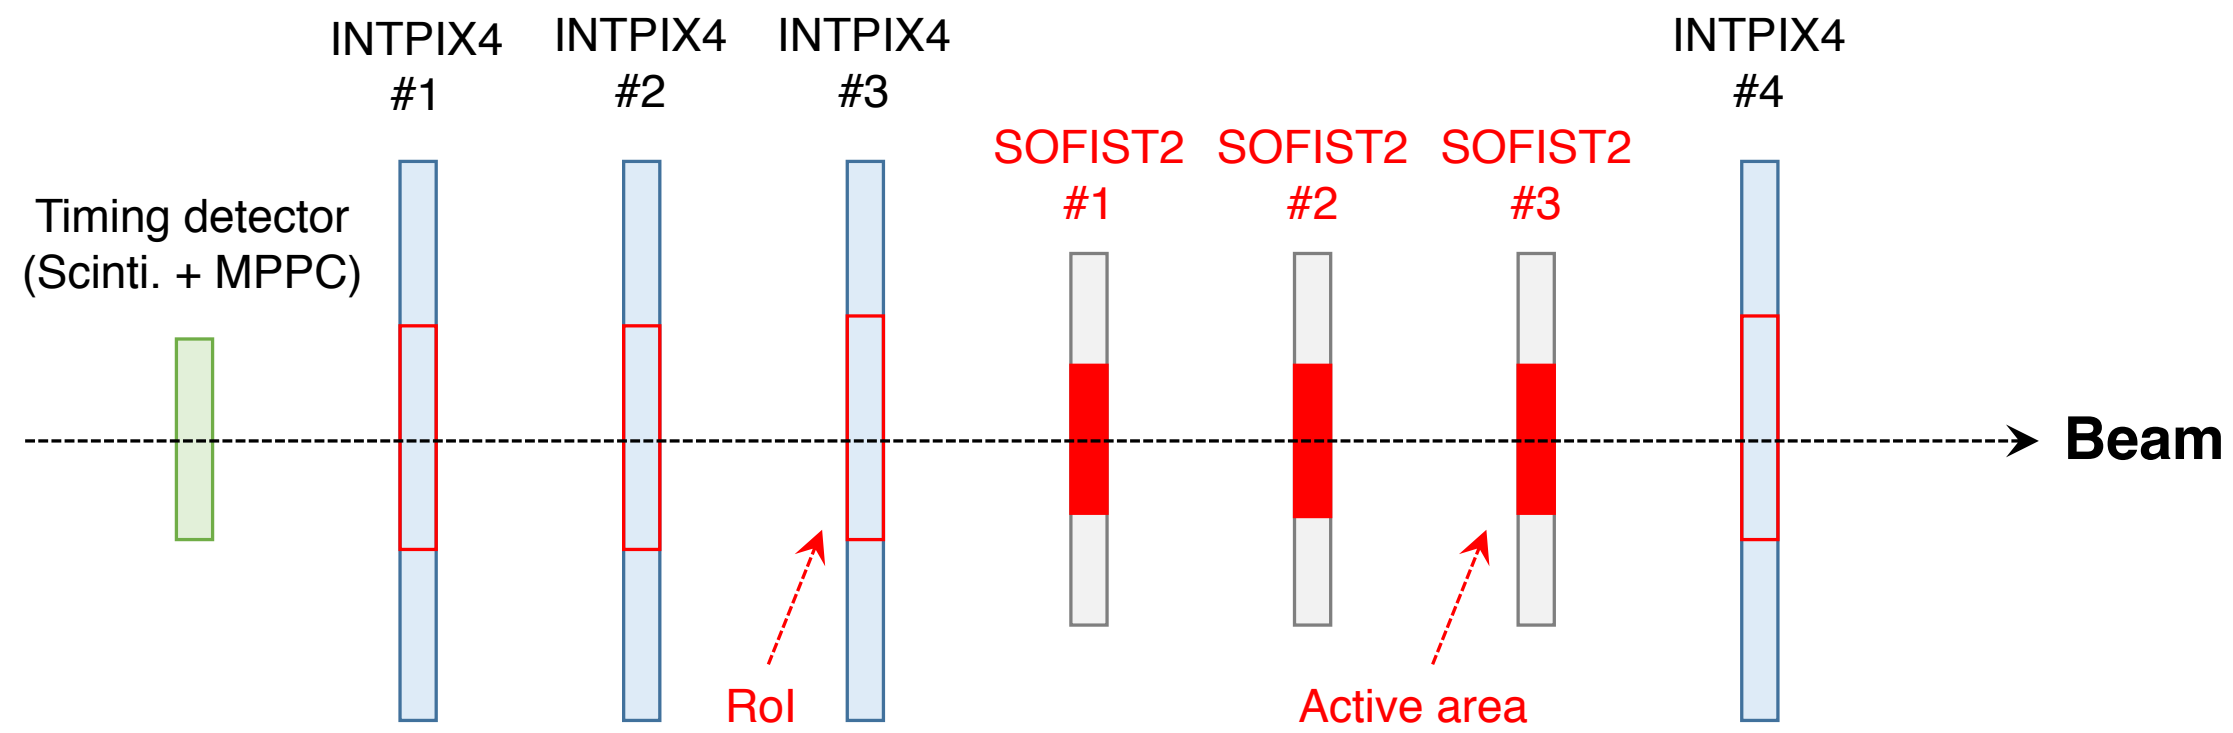 INTPIX4
#1
INTPIX4
#2
INTPIX4
#3
INTPIX4
#4
SOFIST2
#1
SOFIST2
#2
SOFIST2
#3
Timing detector
(Scinti. + MPPC)
Beam
RoI
Active area